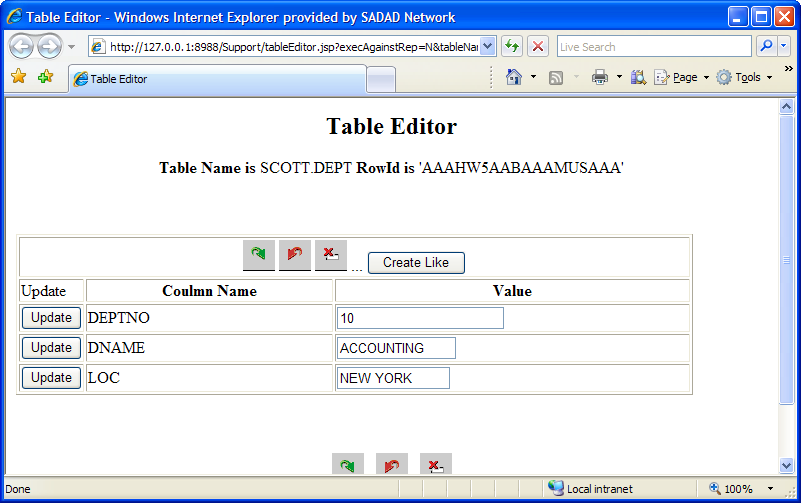 Table Editor - Windows Internet Explorer provided by SADAD Network
http://127.0.0.1:8988/Support/tableEditor.jsp?execAgainstRep=N&tableNa
Live Search
Table Editor
Page
Tools
Table Editor
Table Name is SCOTT.DEPT RowId is 'AAAHW5AABAAAMUSAAA'
... Create Like
Update Coulmn Name Value
Update DEPTNO 10
Update DNAME ACCOUNTING
Update LOC NEW YORK
Done Local intranet 100%